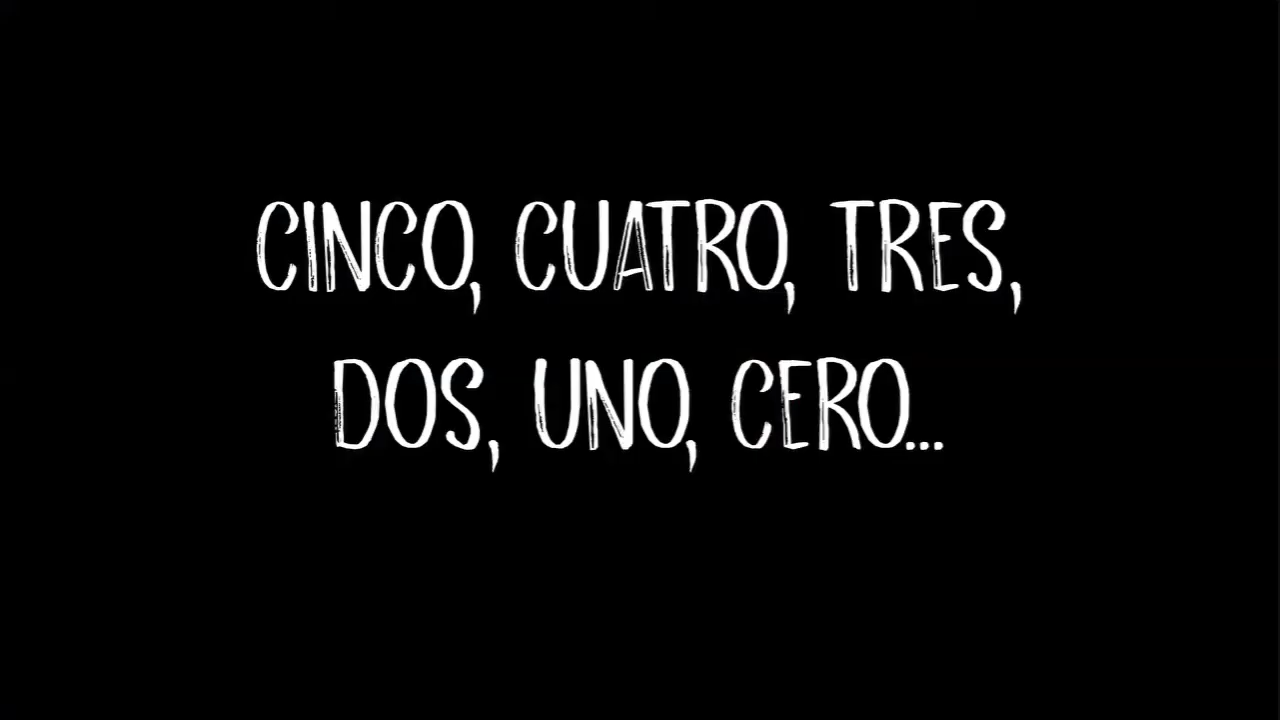 CINCO, CUATRO, TRES,
DOS, UNO, CERO...